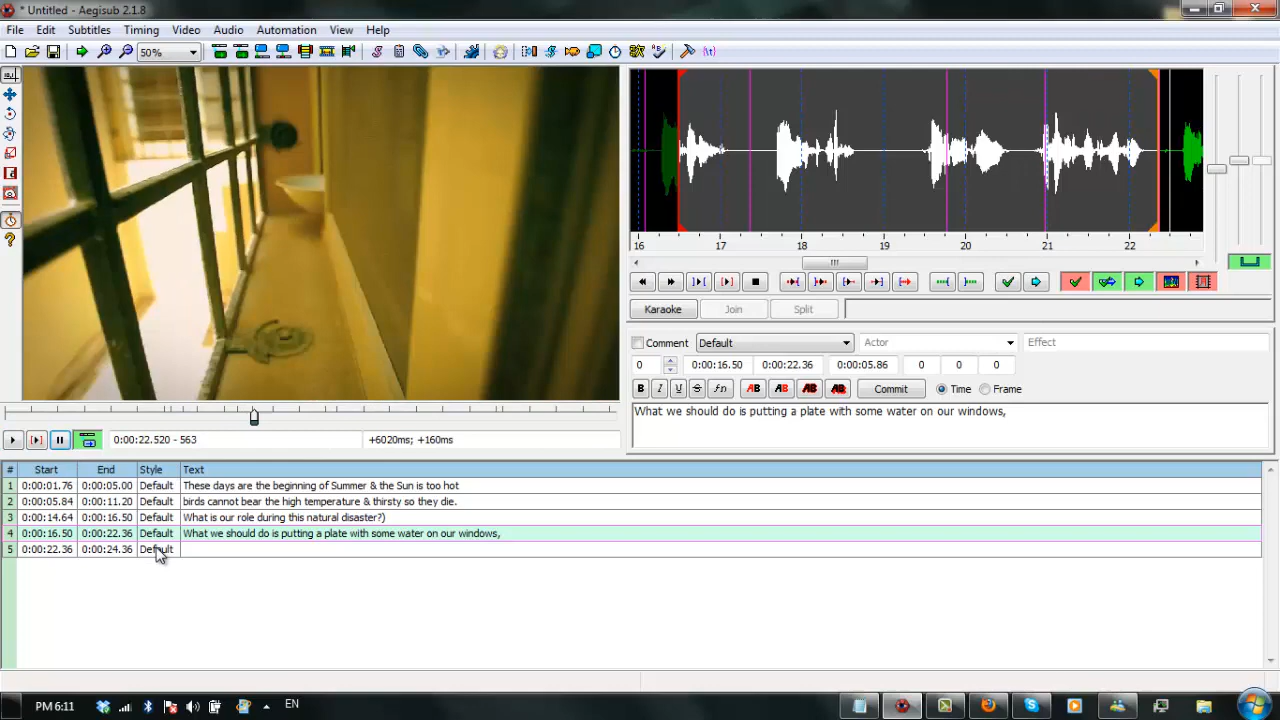 * Untitled - Aegisub 2.1.8
File Edit Subtitles Timing Video Audio Automation View Help
50%
16 17 18 19 20 21 22
Karaoke Join Split
Comment Default Actor Effect
0 0:00:16.50 0:00:22.36 0:00:05.86 0 0 0
B I U S fn AB AB AB AB Commit Time Frame
What we should do is putting a plate with some water on our windows,
0:00:22.520 - 563 +6020ms; +160ms
# Start End Style Text
1 0:00:01.76 0:00:05.00 Default These days are the beginning of Summer & the Sun is too hot
2 0:00:05.84 0:00:11.20 Default birds cannot bear the high temperature & thirsty so they die.
3 0:00:14.64 0:00:16.50 Default What is our role during this natural disaster?)
4 0:00:16.50 0:00:22.36 Default What we should do is putting a plate with some water on our windows,
5 0:00:22.36 0:00:24.36 Default
PM 6:11 EN